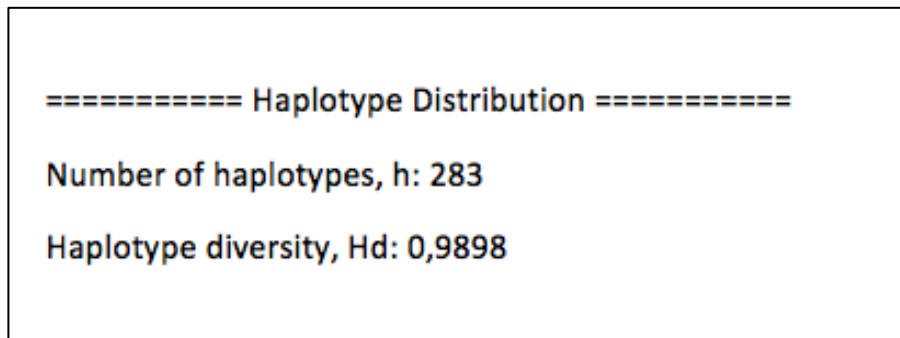 =========== Haplotype Distribution ===========
Number of haplotypes, h: 283
Haplotype diversity, Hd: 0,9898